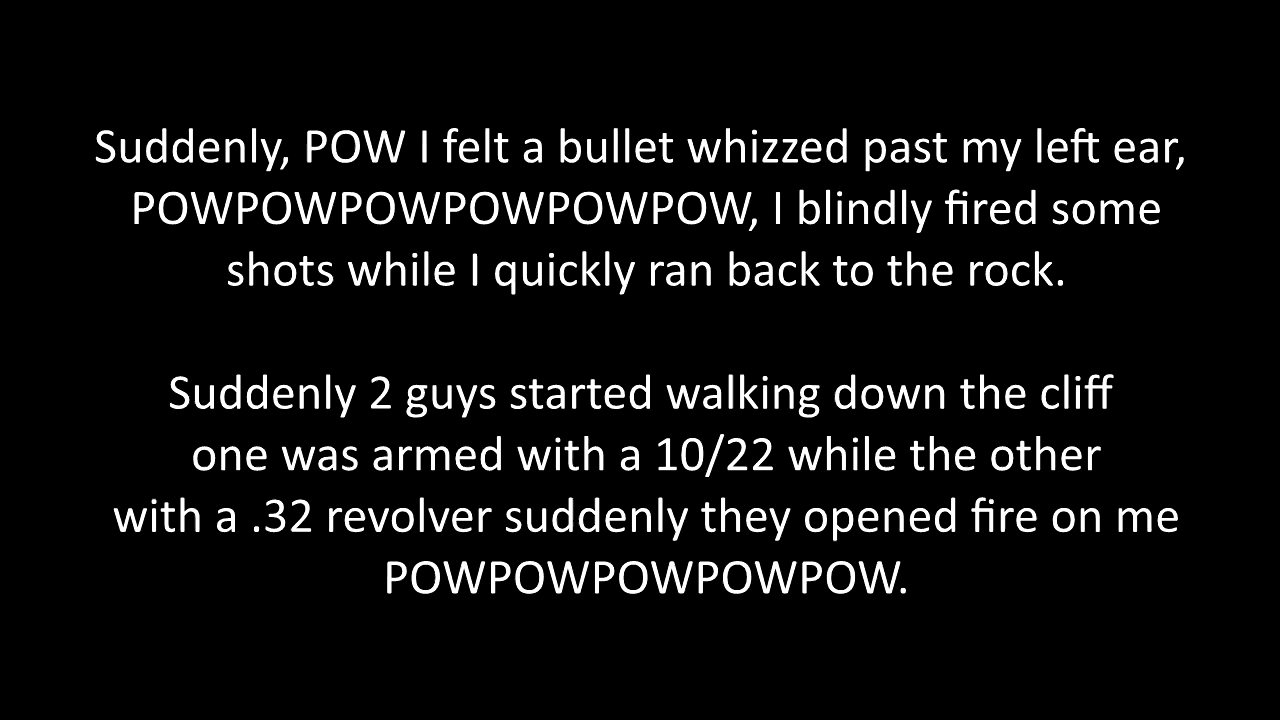 Suddenly, POW I felt a bullet whizzed past my left ear,
POWPOWPOWPOWPOWPOW, I blindly fired some
shots while I quickly ran back to the rock.
Suddenly 2 guys started walking down the cliff
one was armed with a 10/22 while the other
with a .32 revolver suddenly they opened fire on me
POWPOWPOWPOWPOW.